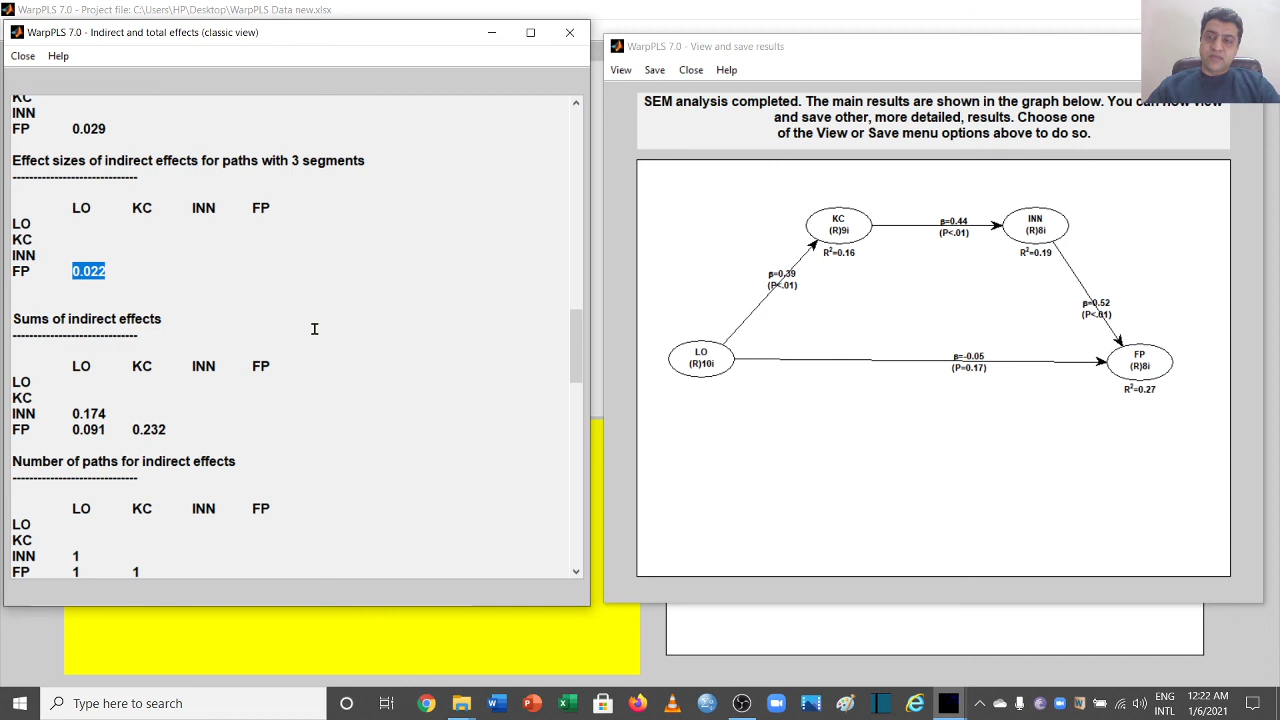 WarpPLS 7.0 - Project file: C:\Users\HP\Desktop\WarpPLS Data new.xlsx
WarpPLS 7.0 - Indirect and total effects (classic view)
Close Help
KC
INN
FP 0.029
Effect sizes of indirect effects for paths with 3 segments
------------------------------
LO KC INN FP
LO
KC
INN
FP 0.022
Sums of indirect effects
------------------------------
LO KC INN FP
LO
KC
INN 0.174
FP 0.091 0.232
Number of paths for indirect effects
------------------------------
LO KC INN FP
LO
KC
INN 1
FP 1 1
WarpPLS 7.0 - View and save results
View Save Close Help
SEM analysis completed. The main results are shown in the graph below. You can now view
and save other, more detailed, results. Choose one
of the View or Save menu options above to do so.
KC
(R)9i
R²=0.16
β=0.44
(P<.01)
INN
(R)8i
R²=0.19
β=0.39
(P<.01)
β=0.52
(P<.01)
LO
(R)10i
β=-0.05
(P=0.17)
FP
(R)8i
R²=0.27
Type here to search
ENG
INTL
12:22 AM
1/6/2021